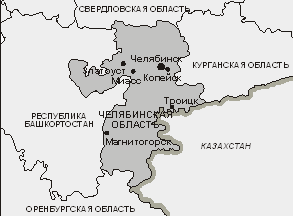 СВЕРДЛОВСКАЯ ОБЛАСТЬ
Челябинск
КУРГАНСКАЯ ОБЛАСТЬ
Златоуст
Копейск
Миасс
Троицк
РЕСПУБЛИКА
БАШКОРТОСТАН
ЧЕЛЯБИНСКАЯ
ОБЛАСТЬ
Магнитогорск
КАЗАХСТАН
ОРЕНБУРГСКАЯ ОБЛАСТЬ